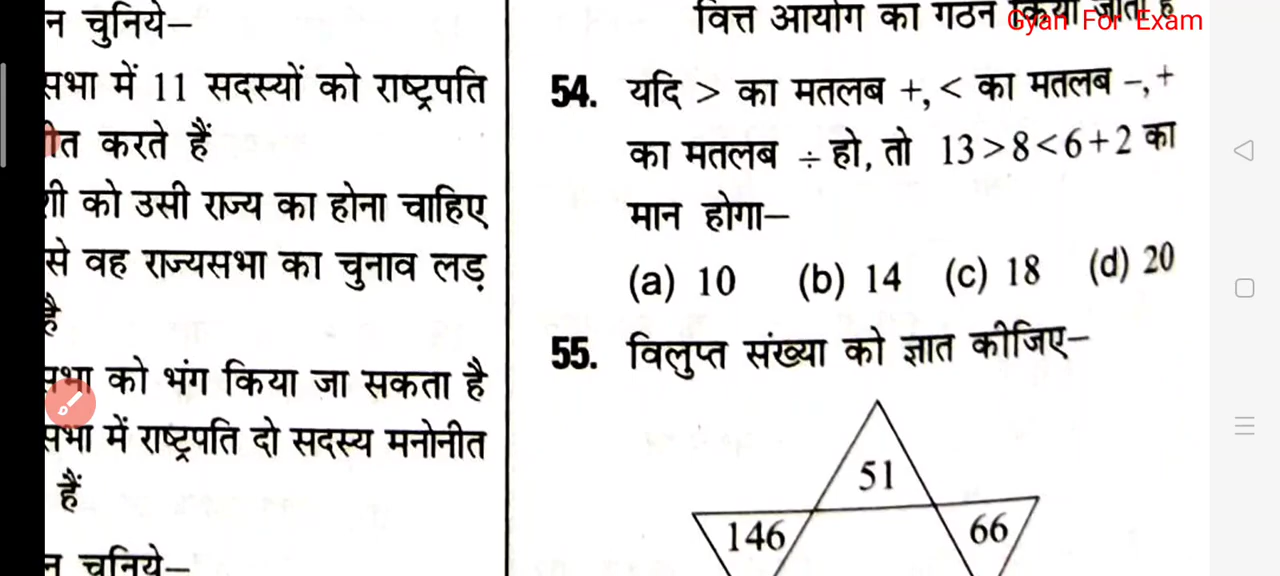 न चुनिये–
सभा में 11 सदस्यों को राष्ट्रपति
करते हैं
को उसी राज्य का होना चाहिए
से वह राज्यसभा का चुनाव लड़
है
सभा को भंग किया जा सकता है
सभा में राष्ट्रपति दो सदस्य मनोनीत
हैं
न चुनिये–
वित्त आयोग का गठन किया जाता है
Gyan For Exam
54. यदि > का मतलब +, < का मतलब –, +
का मतलब ÷ हो, तो 13>8<6+2 का
मान होगा–
(a) 10 (b) 14 (c) 18 (d) 20
55. विलुप्त संख्या को ज्ञात कीजिए–
51
146 66